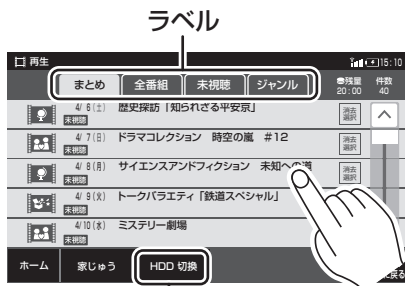 ラベル
再生 15:10
まとめ 全番組 未視聴 ジャンル 残量 20:00 件数 40
4/ 6(土) 歴史探訪「知られざる平安京」 消去選択
未視聴
4/ 7(日) ドラマコレクション 時空の嵐 #12 消去選択
未視聴
4/ 8(月) サイエンスアンドフィクション 未知への道 消去選択
未視聴
4/ 9(火) トークバラエティ「鉄道スペシャル」
未視聴
4/10(水) ミステリー劇場
未視聴
ホーム 家じゅう HDD 切換 に戻る